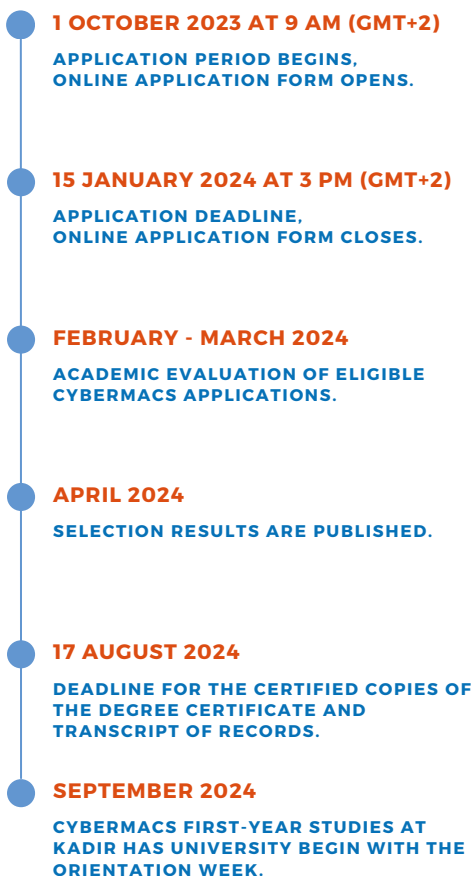 1 OCTOBER 2023 AT 9 AM (GMT+2)
APPLICATION PERIOD BEGINS,
ONLINE APPLICATION FORM OPENS.
15 JANUARY 2024 AT 3 PM (GMT+2)
APPLICATION DEADLINE,
ONLINE APPLICATION FORM CLOSES.
FEBRUARY - MARCH 2024
ACADEMIC EVALUATION OF ELIGIBLE
CYBERMACS APPLICATIONS.
APRIL 2024
SELECTION RESULTS ARE PUBLISHED.
17 AUGUST 2024
DEADLINE FOR THE CERTIFIED COPIES OF
THE DEGREE CERTIFICATE AND
TRANSCRIPT OF RECORDS.
SEPTEMBER 2024
CYBERMACS FIRST-YEAR STUDIES AT
KADIR HAS UNIVERSITY BEGIN WITH THE
ORIENTATION WEEK.